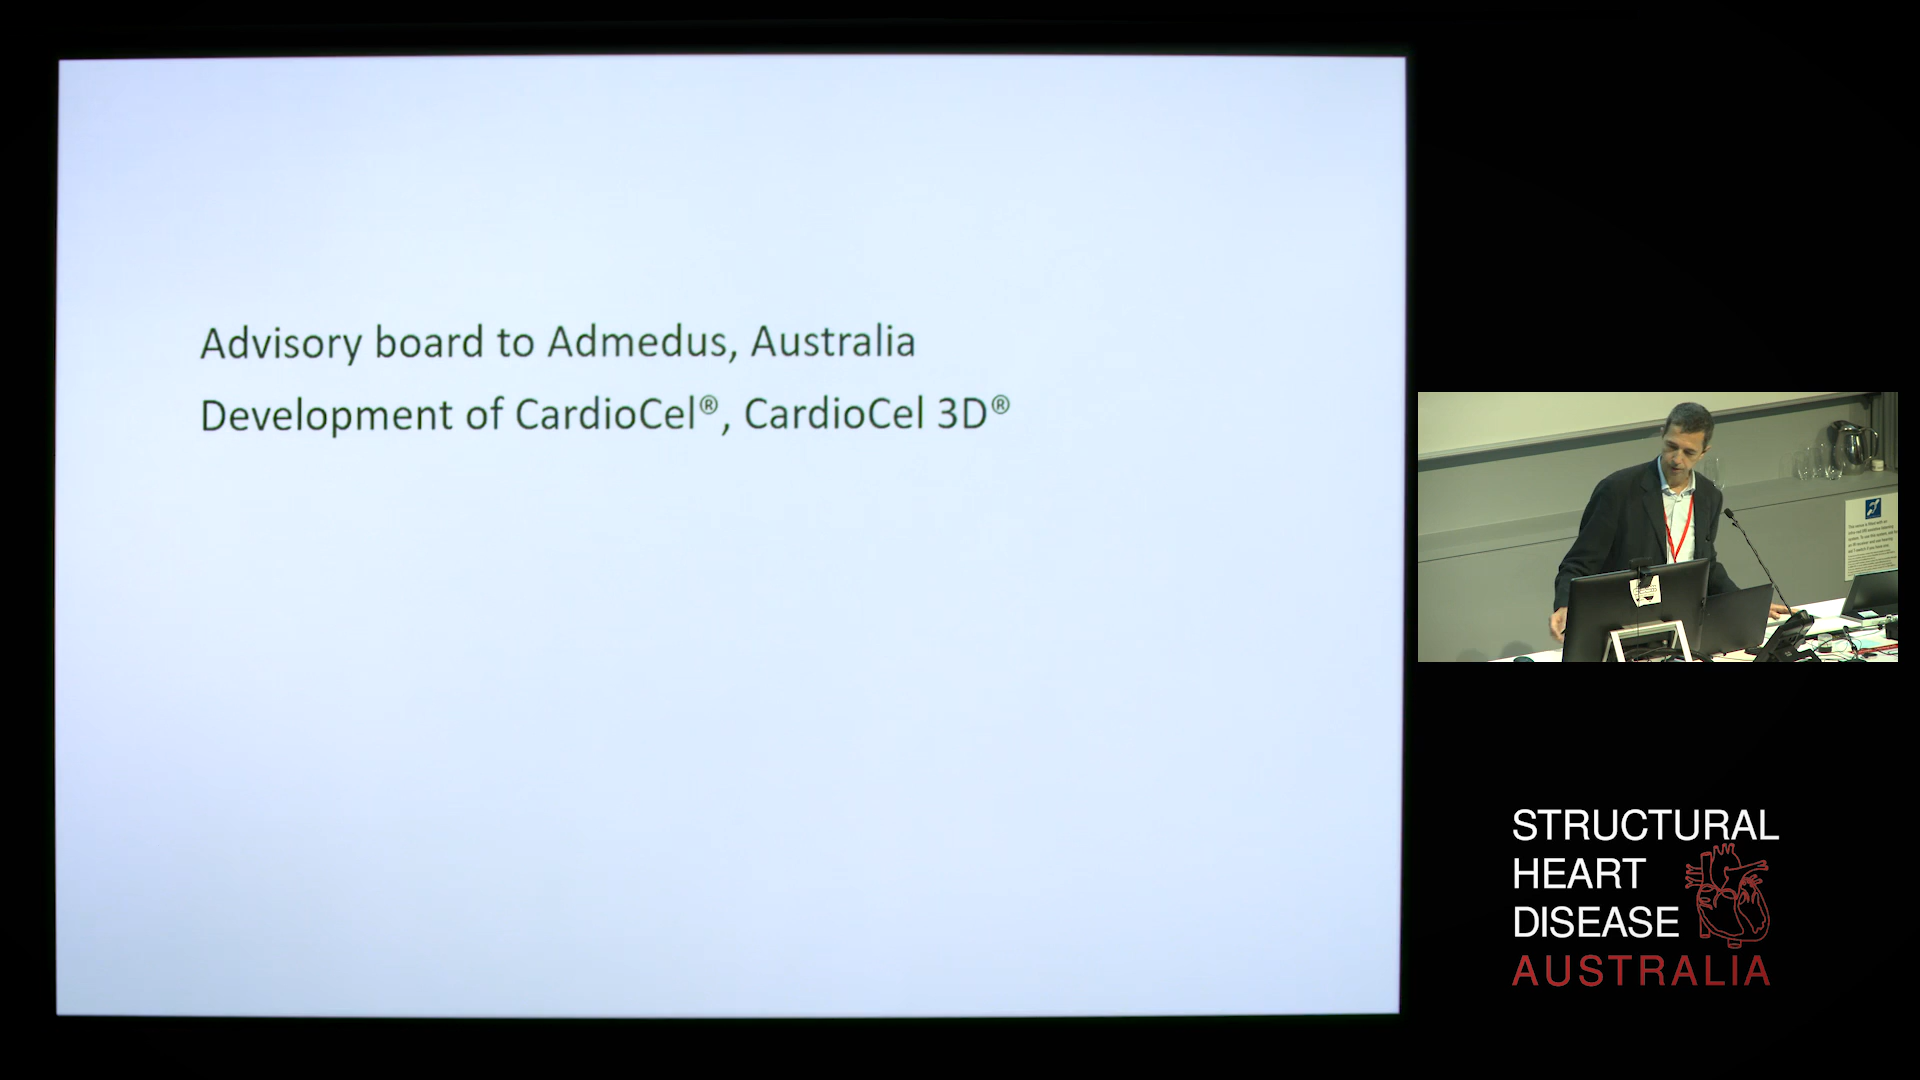 Advisory board to Admedus, Australia
Development of CardioCel®, CardioCel 3D®
STRUCTURAL
HEART
DISEASE
AUSTRALIA